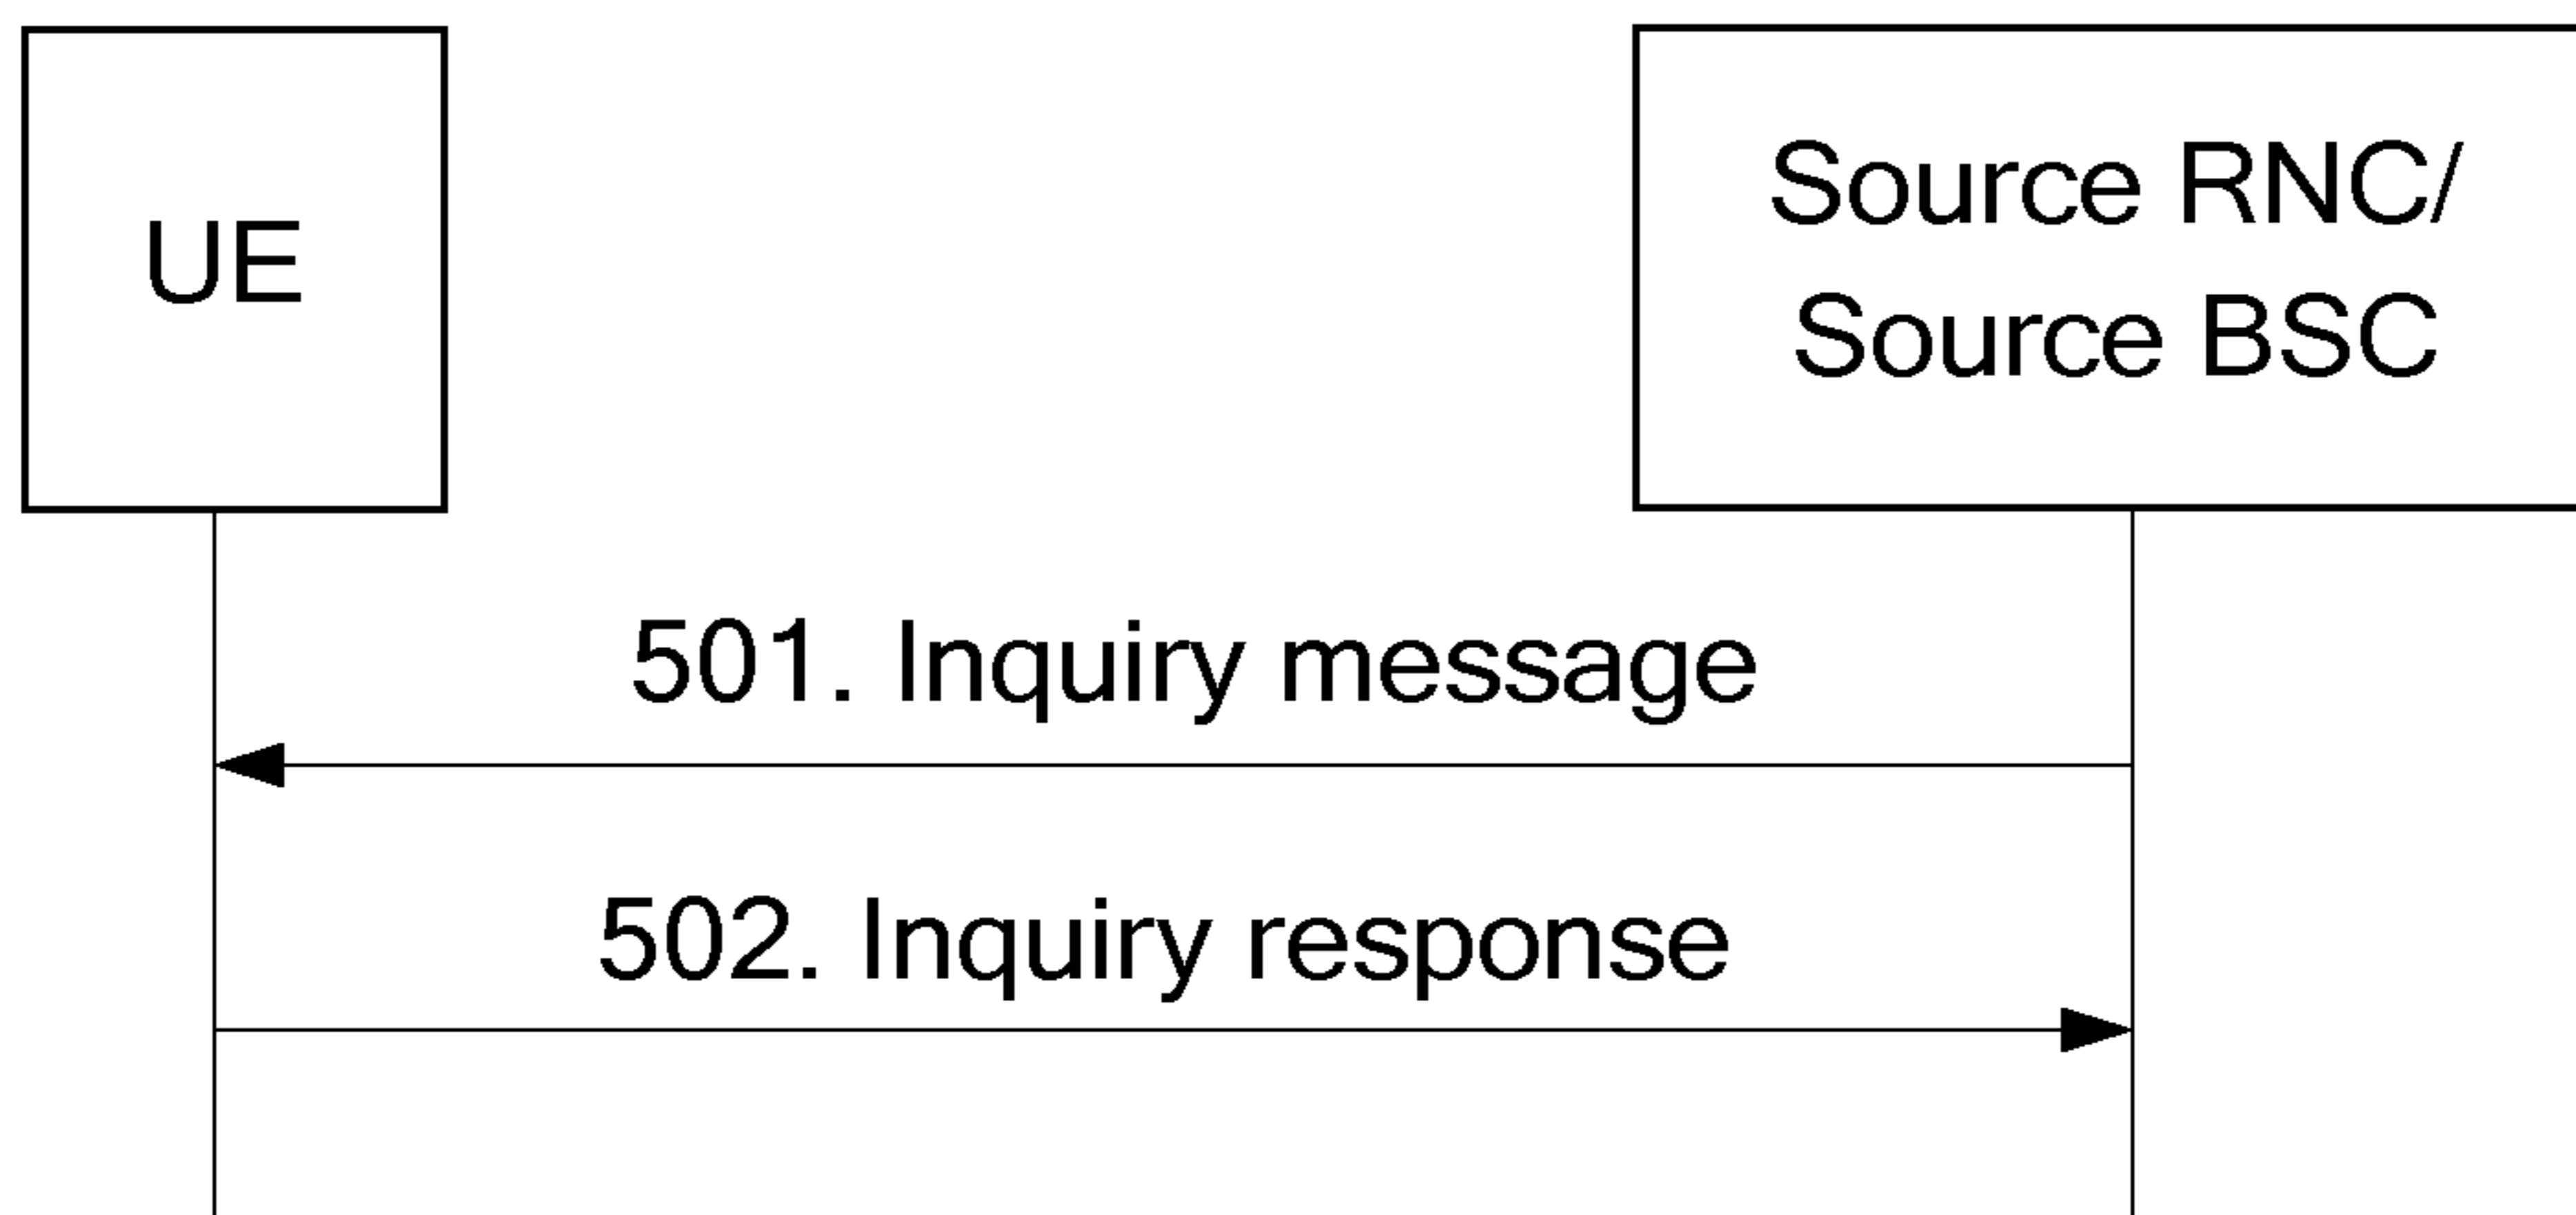 UE
Source RNC/
Source BSC
501. Inquiry message
502. Inquiry response